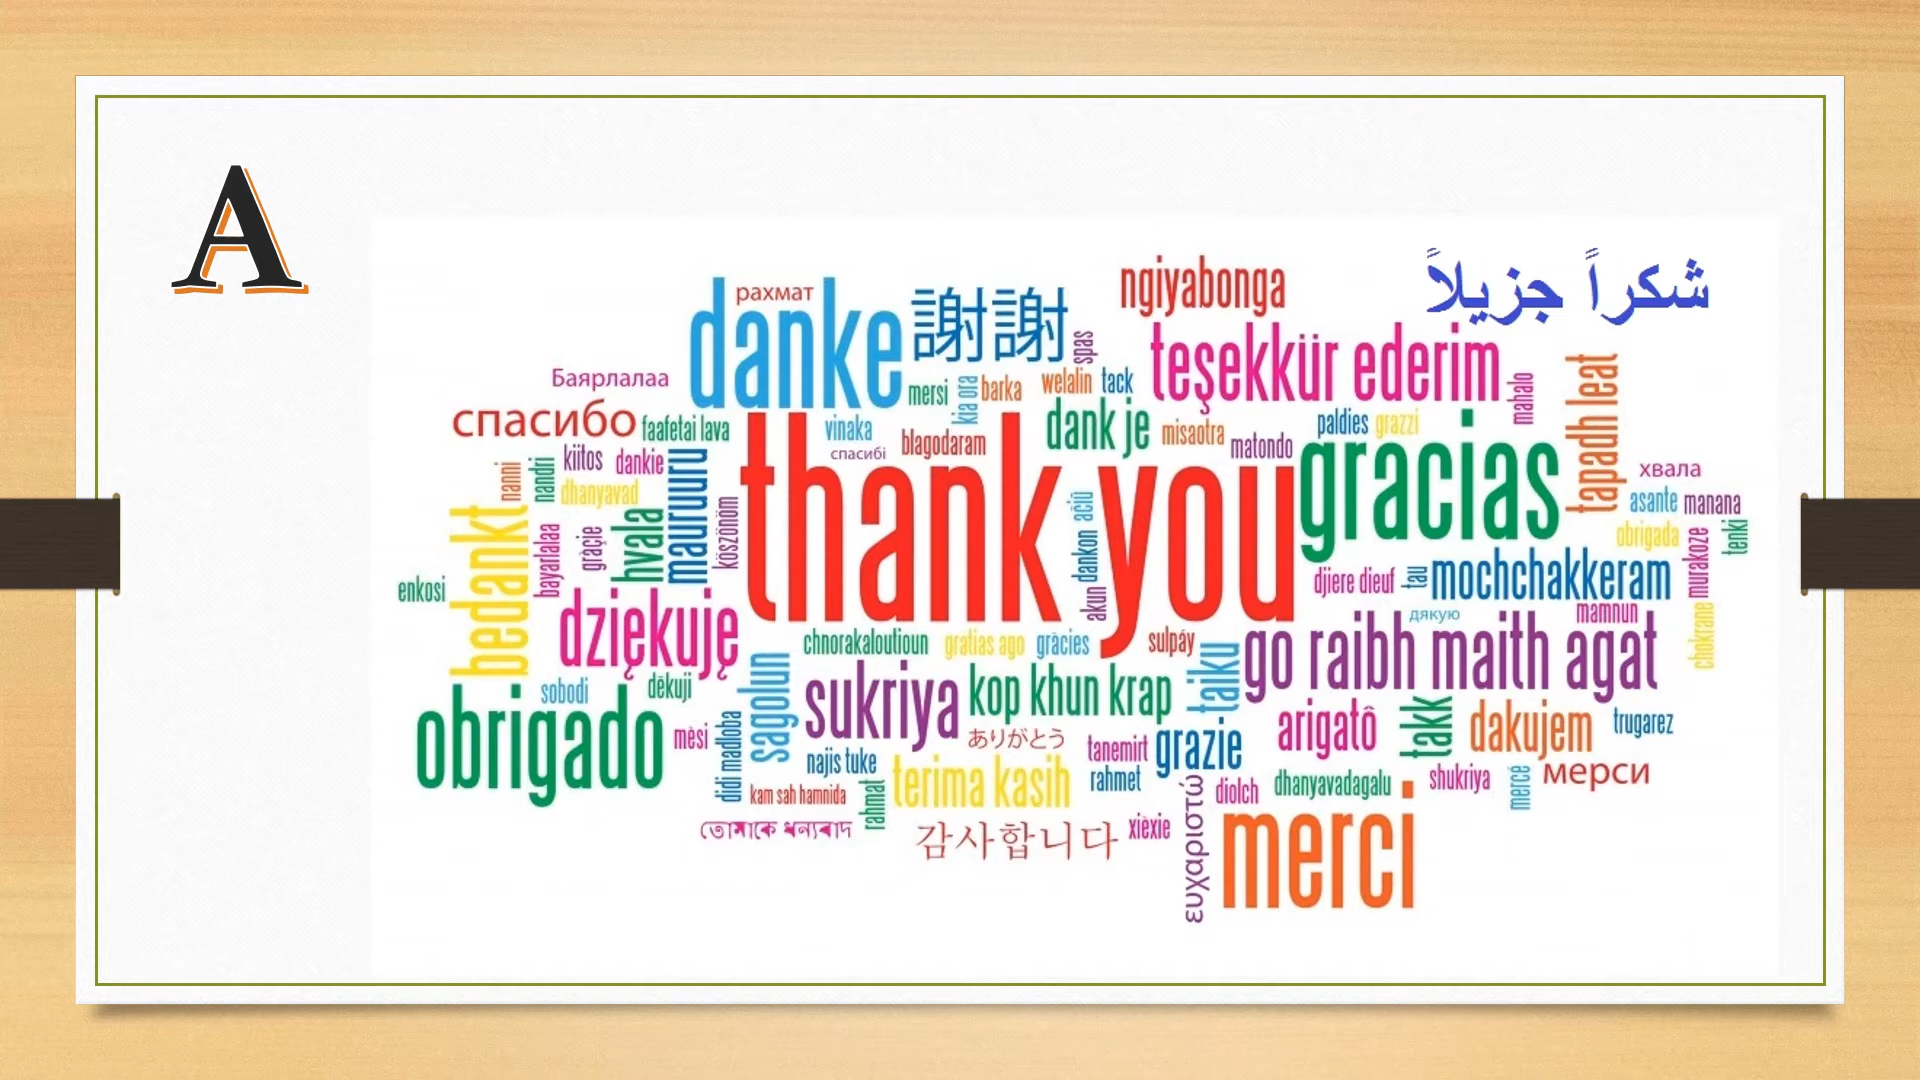 A
شكراً جزيلاً
ngiyabonga
рахмат
danke
謝謝
spas
teşekkür ederim
Баярлалаа
mersi
kia ora
barka
welalin
tack
mahalo
tapadh leat
спасибо
faafetai lava
vinaka
спасибі
blagodaram
dank je
misaotra
matondo
paldies
grazzi
gracias
nanni
nandri
kiitos
dankie
dhanyavad
mauruuru
thank you
хвала
asante
manana
obrigada
tenki
bedankt
bayarlalaa
gràçie
hvala
köszönöm
ačiū
dankon
akun
djiere dieuf
tau
mochchakkeram
murakoze
enkosi
dziękuję
chnorakaloutioun
gratias ago
gràcies
sulpáy
дякую
mamnun
chokrane
go raibh maith agat
sobodi
děkuji
sagolun
sukriya
kop khun krap
taiku
obrigado
mèsi
didi madloba
najis tuke
ありがとう
tanemirt
grazie
arigatô
takk
dakujem
trugarez
kam sah hamnida
rahmat
terima kasih
rahmet
diolch
dhanyavadagalu
shukriya
merce
мерси
감사합니다
xièxie
ευχαριστώ
merci